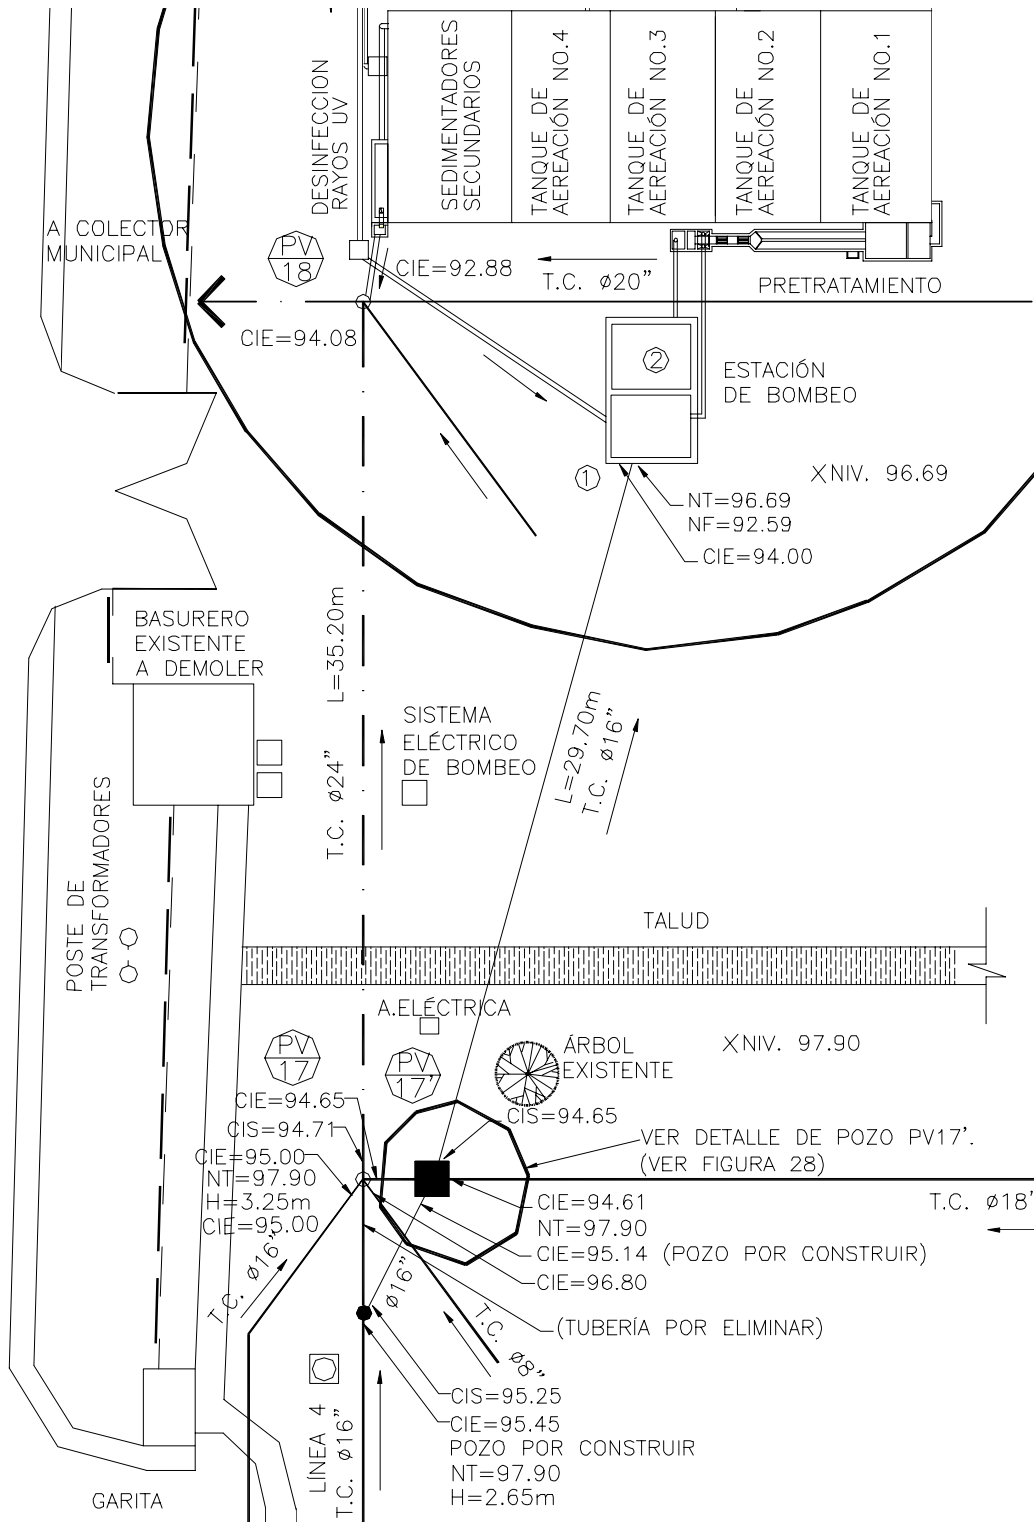 DESINFECCION
RAYOS UV
SEDIMENTADORES
SECUNDARIOS
TANQUE DE
AEREACIÓN NO.4
TANQUE DE
AEREACIÓN NO.3
TANQUE DE
AEREACIÓN NO.2
TANQUE DE
AEREACIÓN NO.1
A COLECTOR
MUNICIPAL
PV
18
CIE=92.88
T.C. ø20"
PRETRATAMIENTO
CIE=94.08
2
ESTACIÓN
DE BOMBEO
1
NIV. 96.69
NT=96.69
NF=92.59
CIE=94.00
BASURERO
EXISTENTE
A DEMOLER
L=35.20m
T.C. ø24"
SISTEMA
ELÉCTRICO
DE BOMBEO
L=29.70m
T.C. ø16"
POSTE DE
TRANSFORMADORES
TALUD
A.ELÉCTRICA
PV
17
PV
17'
ÁRBOL
EXISTENTE
NIV. 97.90
CIE=94.65
CIS=94.71
CIE=95.00
NT=97.90
H=3.25m
CIE=95.00
CIS=94.65
VER DETALLE DE POZO PV17'.
(VER FIGURA 28)
T.C. ø18'
CIE=94.61
NT=97.90
CIE=95.14 (POZO POR CONSTRUIR)
CIE=96.80
T.C. ø16"
ø16"
(TUBERÍA POR ELIMINAR)
T.C. ø8"
CIS=95.25
CIE=95.45
POZO POR CONSTRUIR
NT=97.90
H=2.65m
LÍNEA 4
T.C. ø16"
GARITA